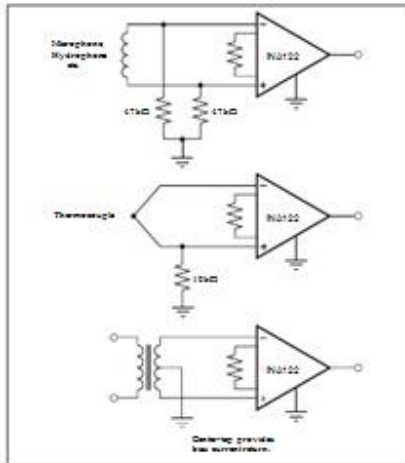 Microphone,
Hydrophone
etc.
INA122
47kΩ
47kΩ
Thermocouple
INA122
10kΩ
INA122
Center-tap provides
bias current return.